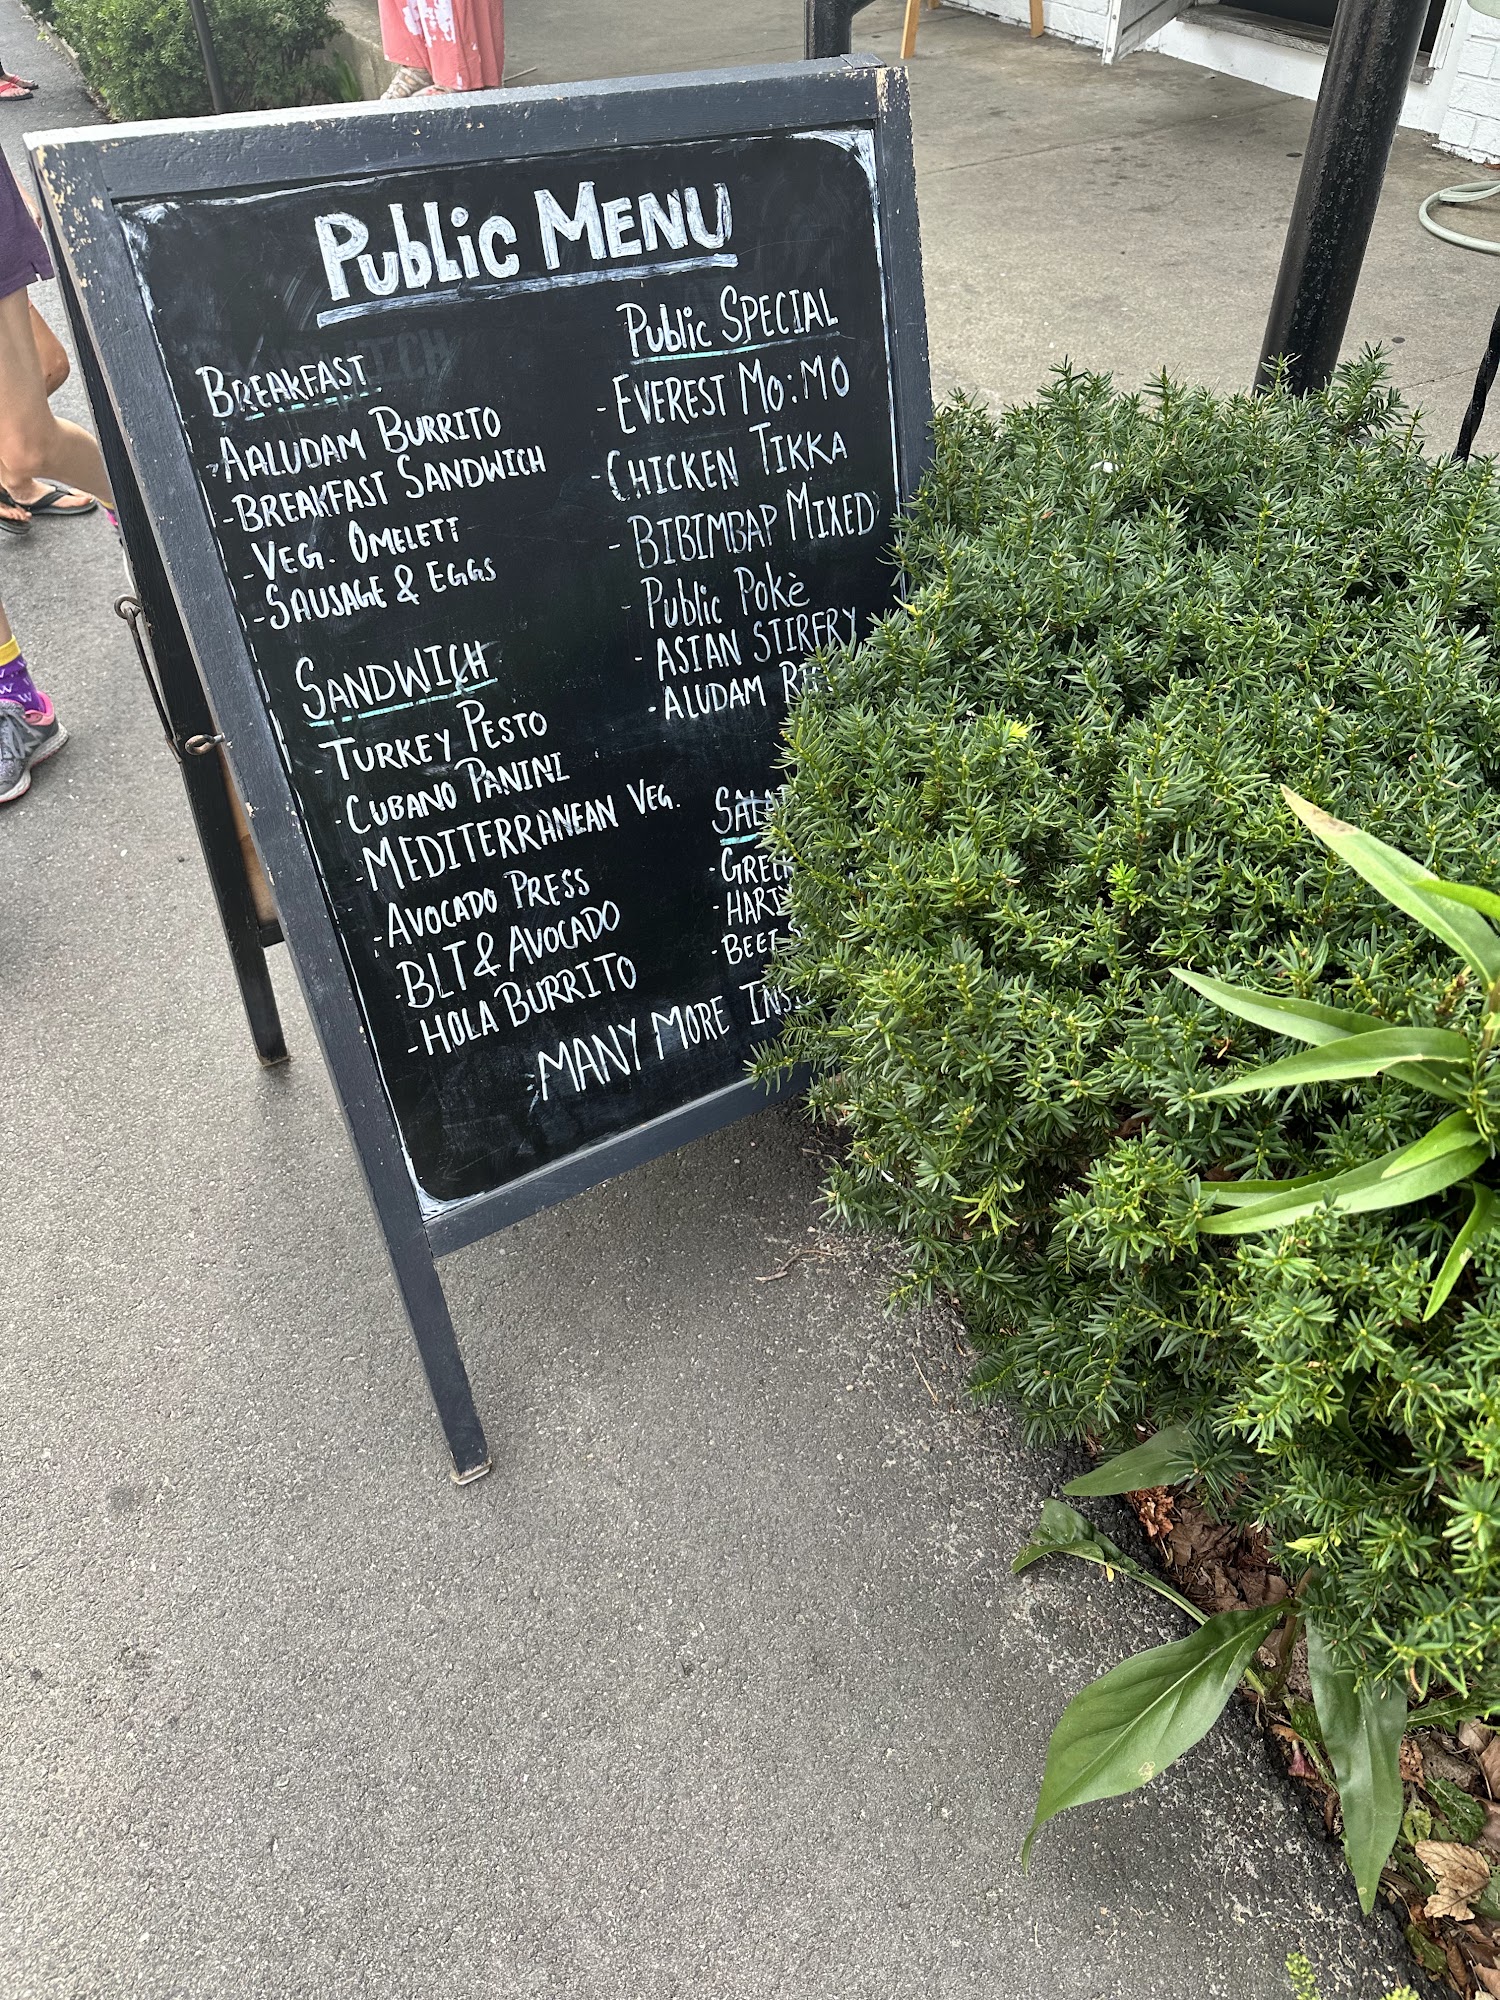 Public MENU
BREAKFAST
-AALUDAM BURRITO
-BREAKFAST SANDWICH
-VEG. OMELETT
-SAUSAGE & EGGS
SANDWICH
-TURKEY PESTO
-CUBANO PANINI
-MEDITERRANEAN VEG.
-AVOCADO PRESS
-BLT & AVOCADO
-HOLA BURRITO
Public SPECIAL
-EVEREST MO:MO
-CHICKEN TIKKA
-BIBIMBAP MIXED
-Public POKè
-ASIAN STIRFRY
-ALUDAM
-BEET
MANY MORE